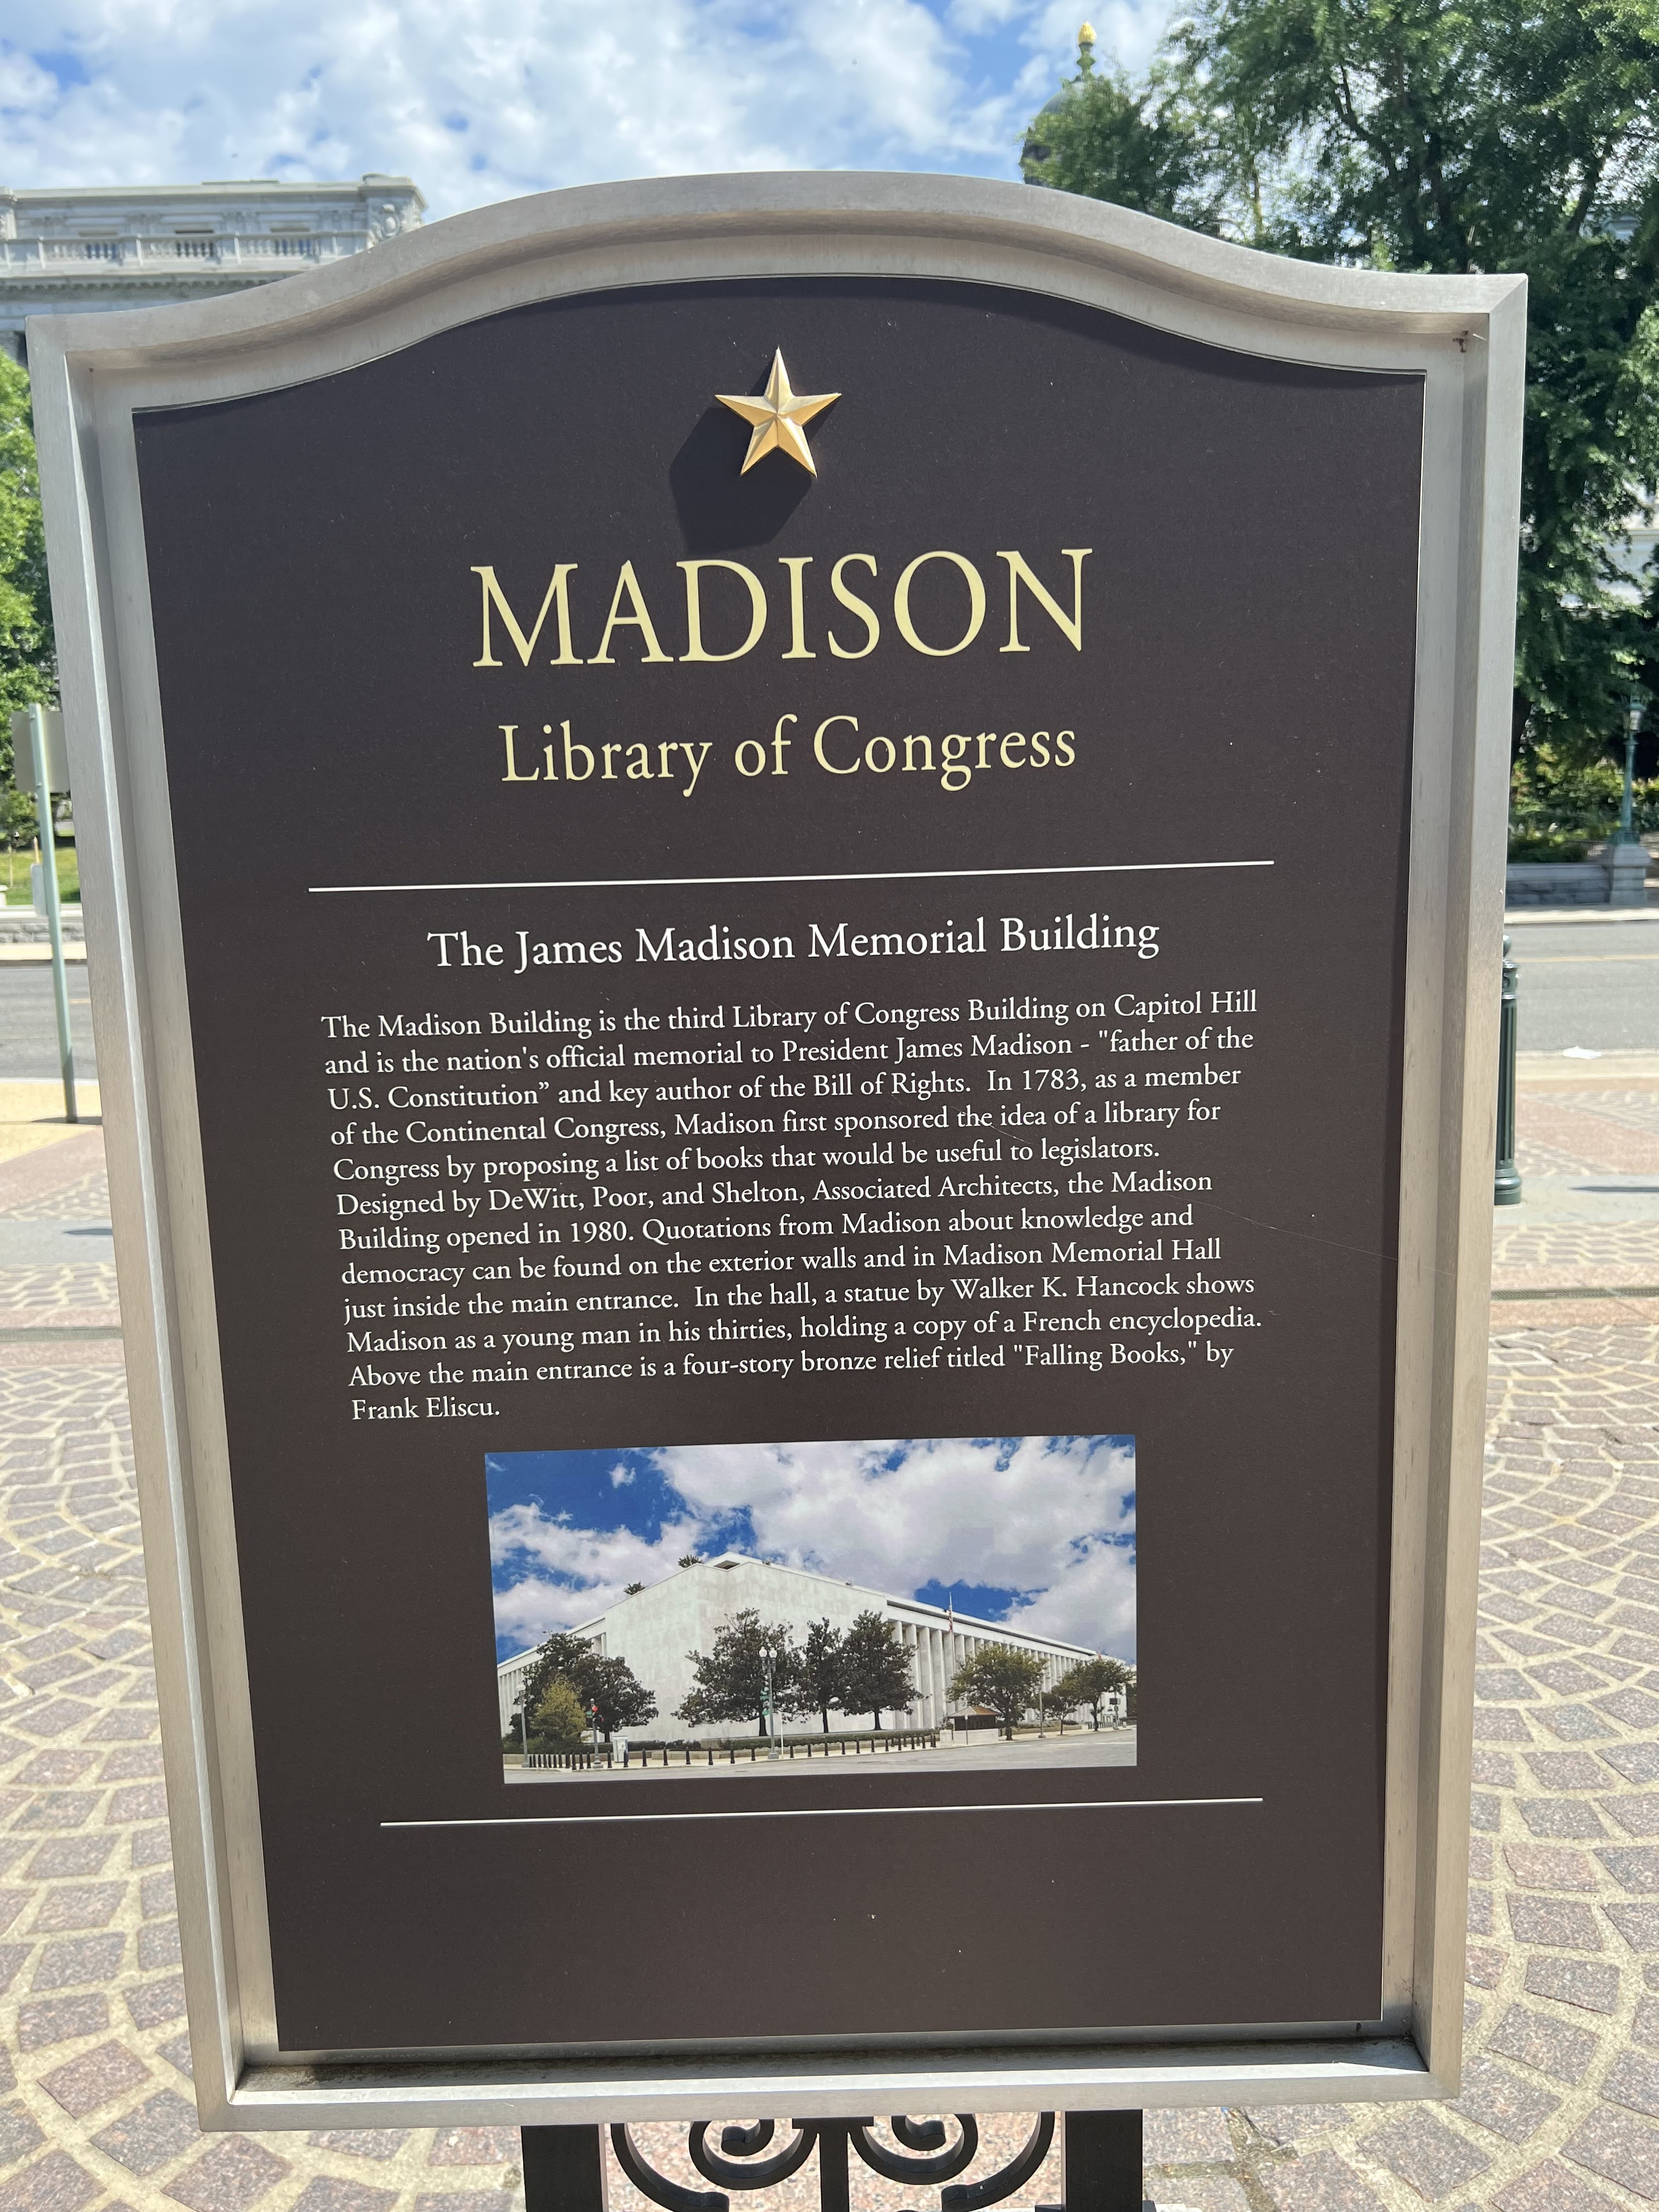 MADISON
Library of Congress
The James Madison Memorial Building
The Madison Building is the third Library of Congress Building on Capitol Hill
and is the nation's official memorial to President James Madison - "father of the
U.S. Constitution” and key author of the Bill of Rights.  In 1783, as a member
of the Continental Congress, Madison first sponsored the idea of a library for
Congress by proposing a list of books that would be useful to legislators.
Designed by DeWitt, Poor, and Shelton, Associated Architects, the Madison
Building opened in 1980. Quotations from Madison about knowledge and
democracy can be found on the exterior walls and in Madison Memorial Hall
just inside the main entrance.  In the hall, a statue by Walker K. Hancock shows
Madison as a young man in his thirties, holding a copy of a French encyclopedia.
Above the main entrance is a four-story bronze relief titled "Falling Books," by
Frank Eliscu.